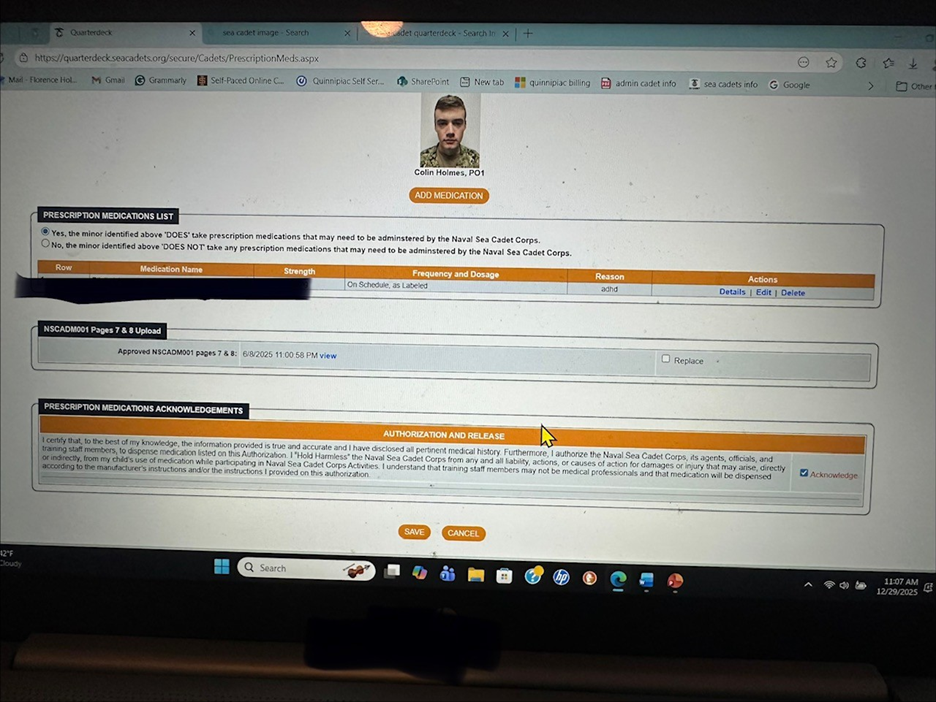 Quarterdeck
sea cadet image - Search
cadet quarterdeck - Search In
https://quarterdeck.seacadets.org/secure/Cadets/PrescriptionMeds.aspx
Mail - Florence Hol...
Gmail
Grammarly
Self-Paced Online C...
Quinnipiac Self Ser...
SharePoint
New tab
quinnipiac billing
admin cadet info
sea cadets info
Google
Other
Colin Holmes, PO1
ADD MEDICATION
PRESCRIPTION MEDICATIONS LIST
Yes, the minor identified above 'DOES' take prescription medications that may need to be adminstered by the Naval Sea Cadet Corps.
No, the minor identified above 'DOES NOT' take any prescription medications that may need to be adminstered by the Naval Sea Cadet Corps.
Row Medication Name Strength Frequency and Dosage Reason Actions
On Schedule, as Labeled adhd Details | Edit | Delete
NSCADM001 Pages 7 & 8 Upload
Approved NSCADM001 pages 7 & 8: 6/8/2025 11:00:58 PM view Replace
PRESCRIPTION MEDICATIONS ACKNOWLEDGEMENTS
AUTHORIZATION AND RELEASE
I certify that, to the best of my knowledge, the information provided is true and accurate and I have disclosed all pertinent medical history. Furthermore, I authorize the Naval Sea Cadet Corps, its agents, officials, and
training staff members, to dispense medication listed on this Authorization. I "Hold Harmless" the Naval Sea Cadet Corps from any and all liability, actions, or causes of action for damages or injury that may arise, directly
or indirectly, from my child's use of medication while participating in Naval Sea Cadet Corps Activities. I understand that training staff members may not be medical professionals and that medication will be dispensed
according to the manufacturer's instructions and/or the instructions I provided on this authorization.
Acknowledge
SAVE CANCEL
42°F
Cloudy
Search
11:07 AM
12/29/2025